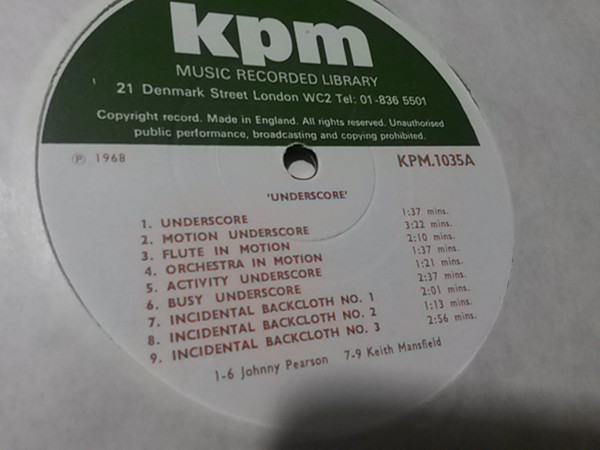 kpm
MUSIC RECORDED LIBRARY
21 Denmark Street London WC2 Tel: 01-836 5501
Copyright record. Made in England. All rights reserved. Unauthorised
public performance, broadcasting and copying prohibited.
℗ 1968 KPM.1035A
'UNDERSCORE'
1. UNDERSCORE 1:37 mins.
2. MOTION UNDERSCORE 3:22 mins.
3. FLUTE IN MOTION 2:10 mins.
4. ORCHESTRA IN MOTION 1:37 mins.
5. ACTIVITY UNDERSCORE 1:21 mins.
6. BUSY UNDERSCORE 2:37 mins.
7. INCIDENTAL BACKCLOTH NO. 1 2:01 mins.
8. INCIDENTAL BACKCLOTH NO. 2 1:13 mins.
9. INCIDENTAL BACKCLOTH NO. 3 2:56 mins.
1-6 Johnny Pearson 7-9 Keith Mansfield